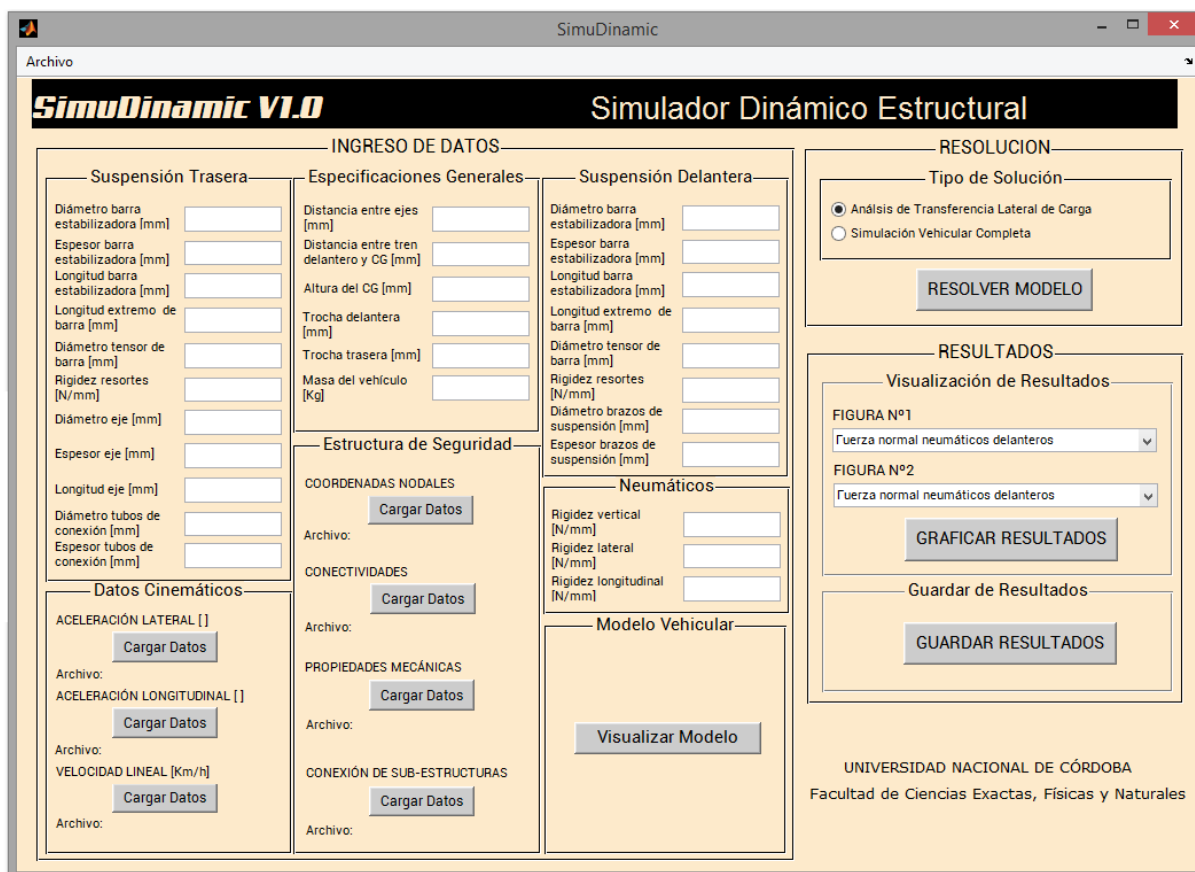 SimuDinamic
Archivo
SimuDinamic V1.0
Simulador Dinámico Estructural
INGRESO DE DATOS
Suspensión Trasera
Diámetro barra
estabilizadora [mm]
Espesor barra
estabilizadora [mm]
Longitud barra
estabilizadora [mm]
Longitud extremo de
barra [mm]
Diámetro tensor de
barra [mm]
Rigidez resortes
[N/mm]
Diámetro eje [mm]
Espesor eje [mm]
Longitud eje [mm]
Diámetro tubos de
conexión [mm]
Espesor tubos de
conexión [mm]
Datos Cinemáticos
ACELERACIÓN LATERAL [ ]
Cargar Datos
Archivo:
ACELERACIÓN LONGITUDINAL [ ]
Cargar Datos
Archivo:
VELOCIDAD LINEAL [Km/h]
Cargar Datos
Archivo:
Especificaciones Generales
Distancia entre ejes
[mm]
Distancia entre tren
delantero y CG [mm]
Altura del CG [mm]
Trocha delantera
[mm]
Trocha trasera [mm]
Masa del vehículo
[Kg]
Estructura de Seguridad
COORDENADAS NODALES
Cargar Datos
Archivo:
CONECTIVIDADES
Cargar Datos
Archivo:
PROPIEDADES MECÁNICAS
Cargar Datos
Archivo:
CONEXIÓN DE SUB-ESTRUCTURAS
Cargar Datos
Archivo:
Suspensión Delantera
Diámetro barra
estabilizadora [mm]
Espesor barra
estabilizadora [mm]
Longitud barra
estabilizadora [mm]
Longitud extremo de
barra [mm]
Diámetro tensor de
barra [mm]
Rigidez resortes
[N/mm]
Diámetro brazos de
suspensión [mm]
Espesor brazos de
suspensión [mm]
Neumáticos
Rigidez vertical
[N/mm]
Rigidez lateral
[N/mm]
Rigidez longitudinal
[N/mm]
Modelo Vehicular
Visualizar Modelo
RESOLUCION
Tipo de Solución
Análsis de Transferencia Lateral de Carga
Simulación Vehicular Completa
RESOLVER MODELO
RESULTADOS
Visualización de Resultados
FIGURA Nº1
Fuerza normal neumáticos delanteros
FIGURA Nº2
Fuerza normal neumáticos delanteros
GRAFICAR RESULTADOS
Guardar de Resultados
GUARDAR RESULTADOS
UNIVERSIDAD NACIONAL DE CÓRDOBA
Facultad de Ciencias Exactas, Físicas y Naturales